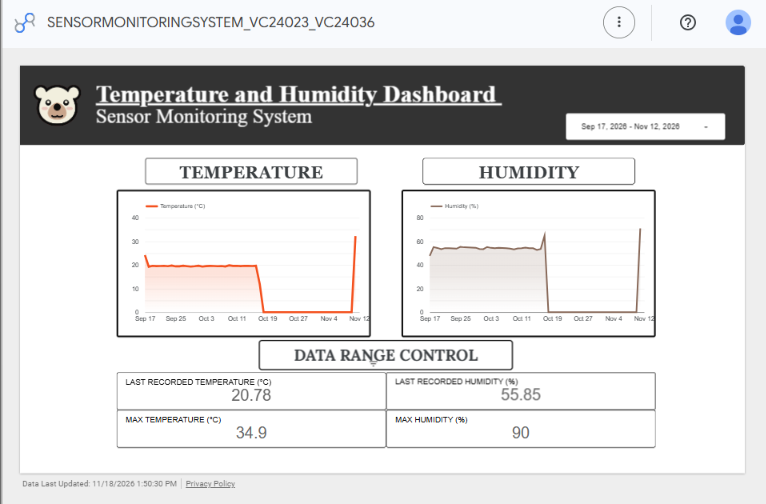 SENSORMONITORINGSYSTEM_VC24023_VC24036
Temperature and Humidity Dashboard
Sensor Monitoring System
Sep 17, 2026 - Nov 12, 2026
TEMPERATURE
HUMIDITY
Temperature (°C)
40
30
20
10
0
Sep 17 Sep 25 Oct 3 Oct 11 Oct 19 Oct 27 Nov 4 Nov 12
Humidity (%)
80
60
40
20
0
Sep 17 Sep 25 Oct 3 Oct 11 Oct 19 Oct 27 Nov 4 Nov 12
DATA RANGE CONTROL
LAST RECORDED TEMPERATURE (°C)
20.78
LAST RECORDED HUMIDITY (%)
55.85
MAX TEMPERATURE (°C)
34.9
MAX HUMIDITY (%)
90
Data Last Updated: 11/18/2026 1:50:30 PM
Privacy Policy